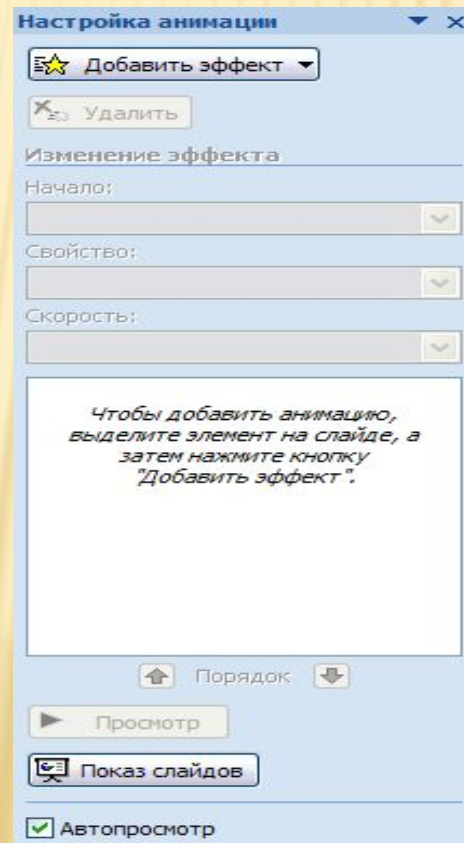 Настройка анимации
Добавить эффект
Удалить
Изменение эффекта
Начало:
Свойство:
Скорость:
Чтобы добавить анимацию,
выделите элемент на слайде, а
затем нажмите кнопку
"Добавить эффект".
Порядок
Просмотр
Показ слайдов
Автопросмотр